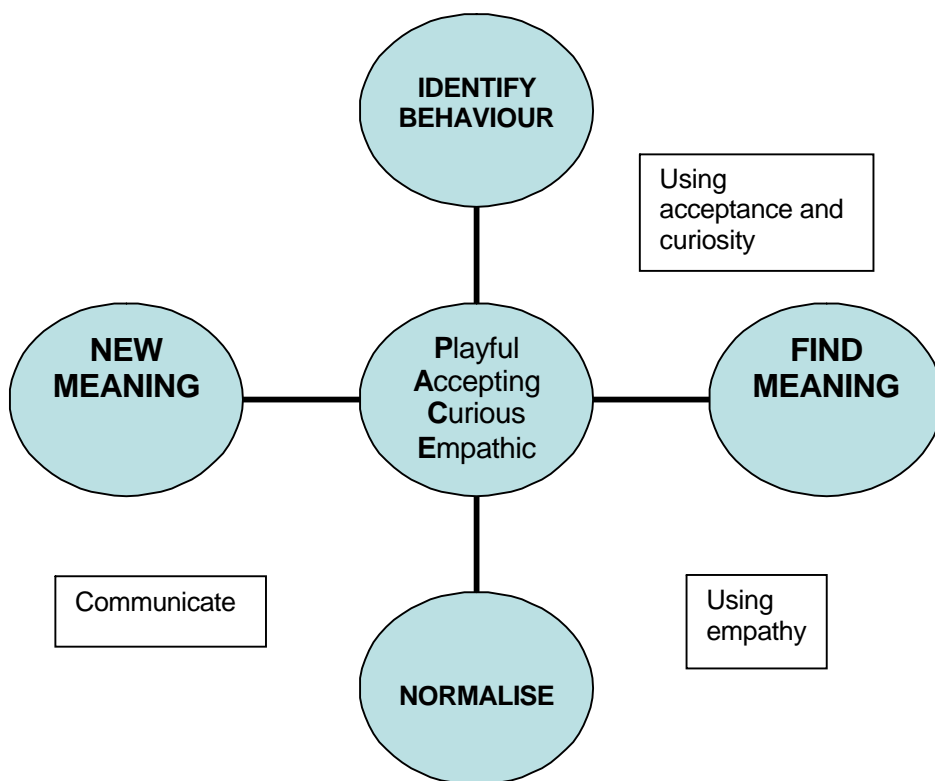 IDENTIFY
BEHAVIOUR
Using
acceptance and
curiosity
NEW
MEANING
Playful
Accepting
Curious
Empathic
FIND
MEANING
Communicate
Using
empathy
NORMALISE